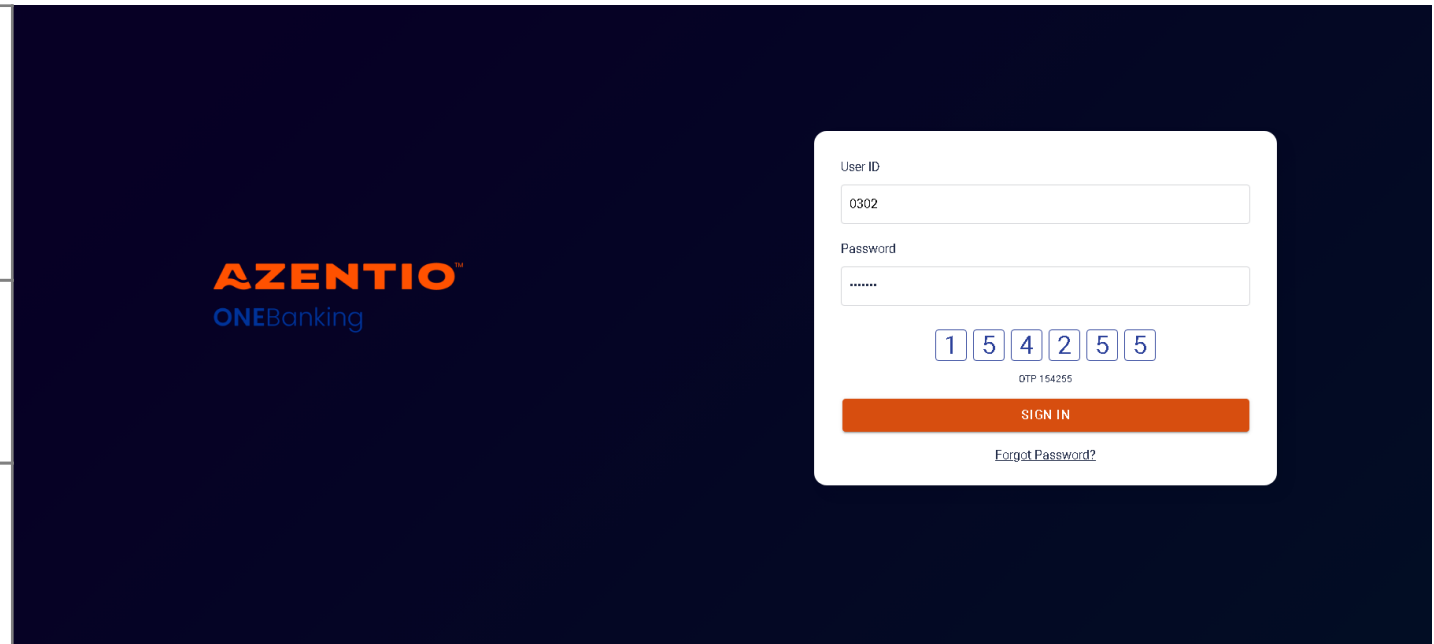 AZENTIO™
ONEBanking
User ID
0302
Password
•••••••
1 5 4 2 5 5
OTP 154255
SIGN IN
Forgot Password?